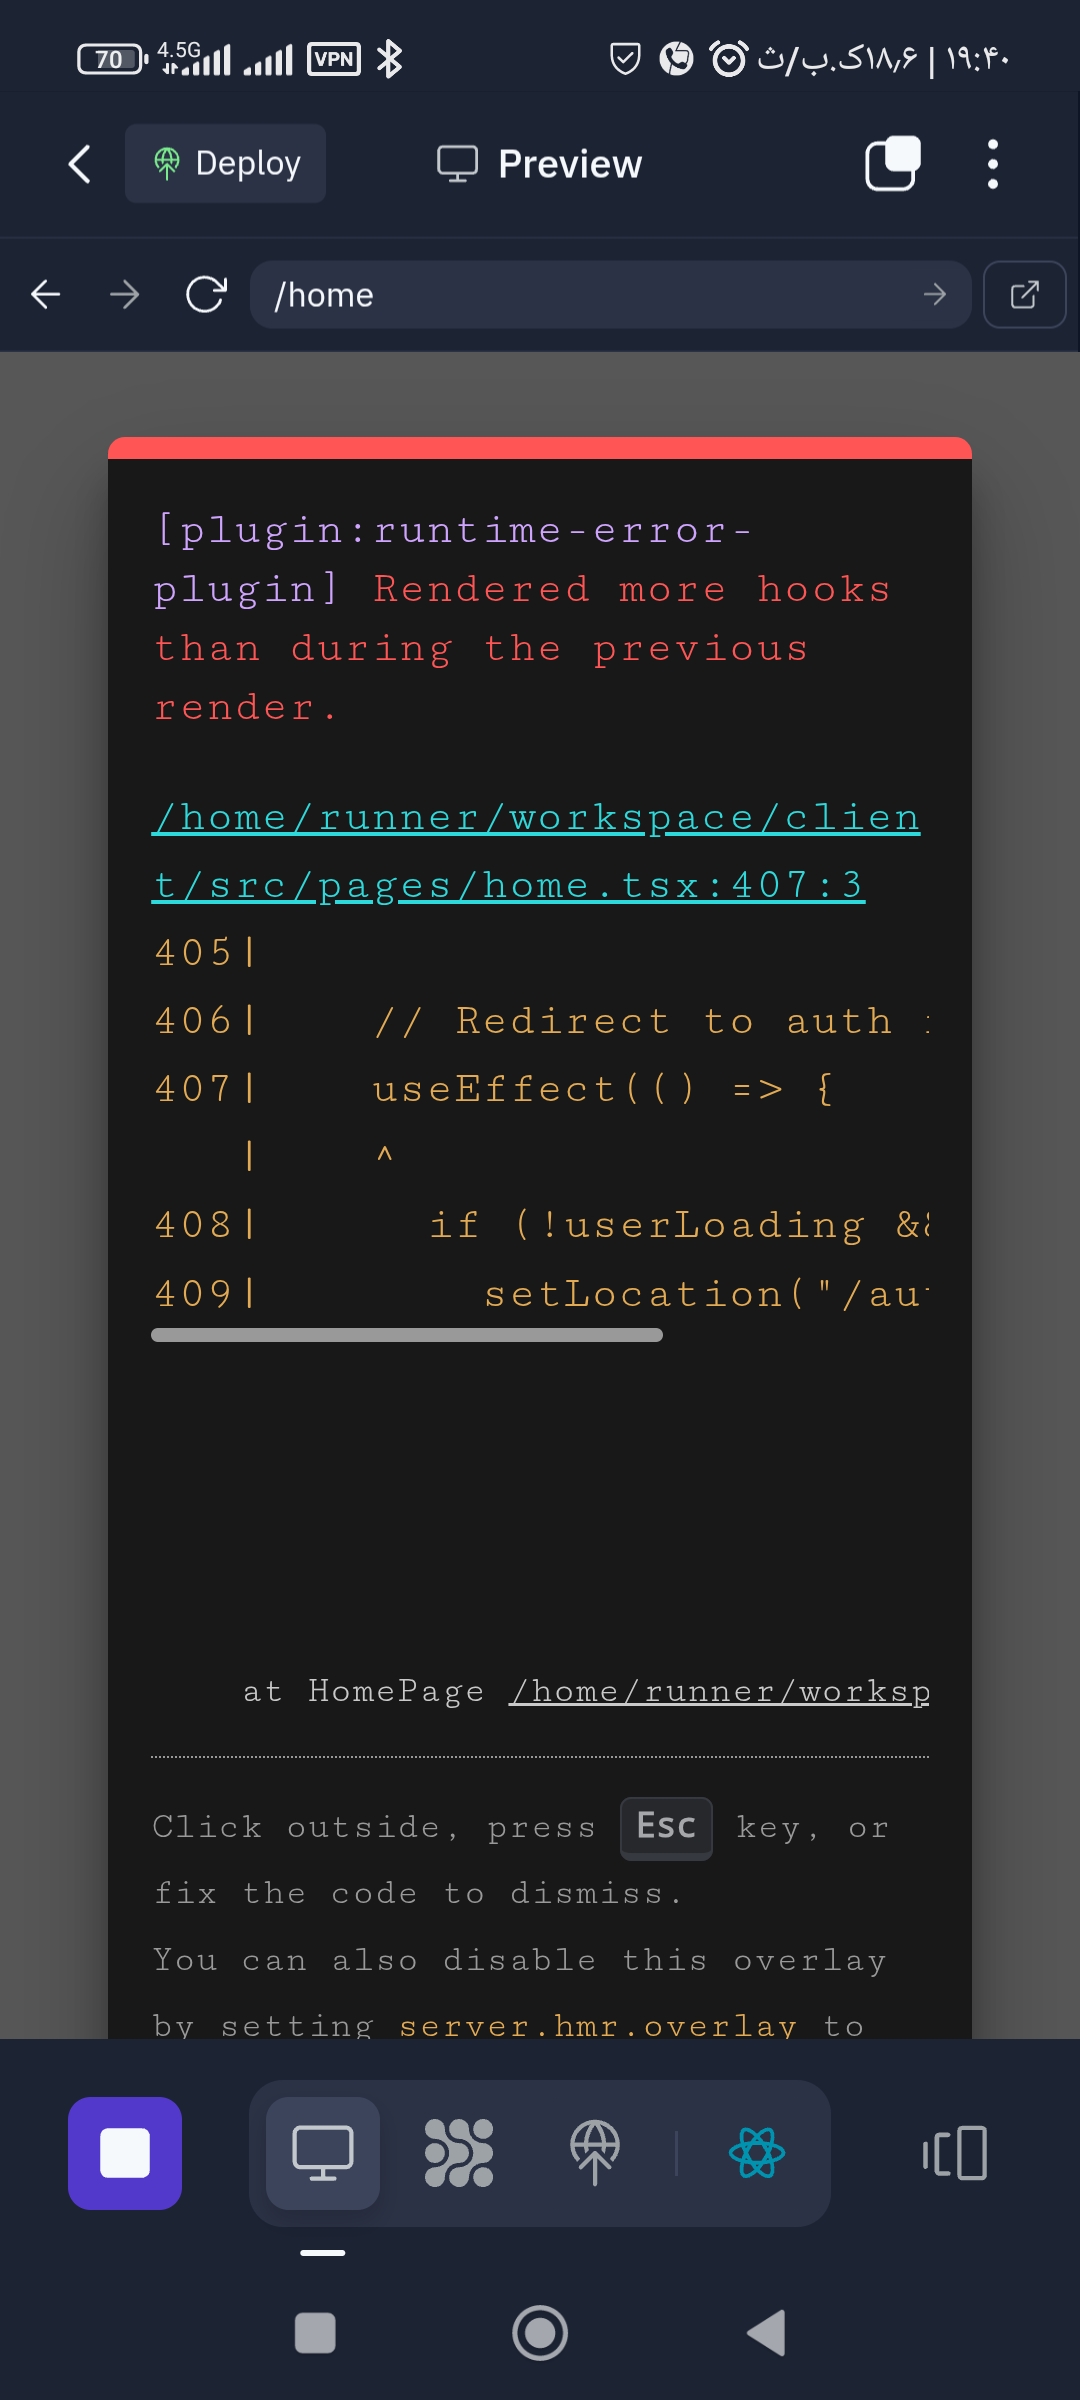 70 4.5G VPN ۱۸٫۶ک.ب/ث | ۱۹:۴۰
Deploy Preview
/home
[plugin:runtime-error-
plugin] Rendered more hooks
than during the previous
render.
/home/runner/workspace/clien
t/src/pages/home.tsx:407:3
405|
406| // Redirect to auth
407| useEffect(() => {
| ^
408| if (!userLoading &&
409| setLocation("/aut
at HomePage /home/runner/worksp
Click outside, press Esc key, or
fix the code to dismiss.
You can also disable this overlay
by setting server.hmr.overlay to